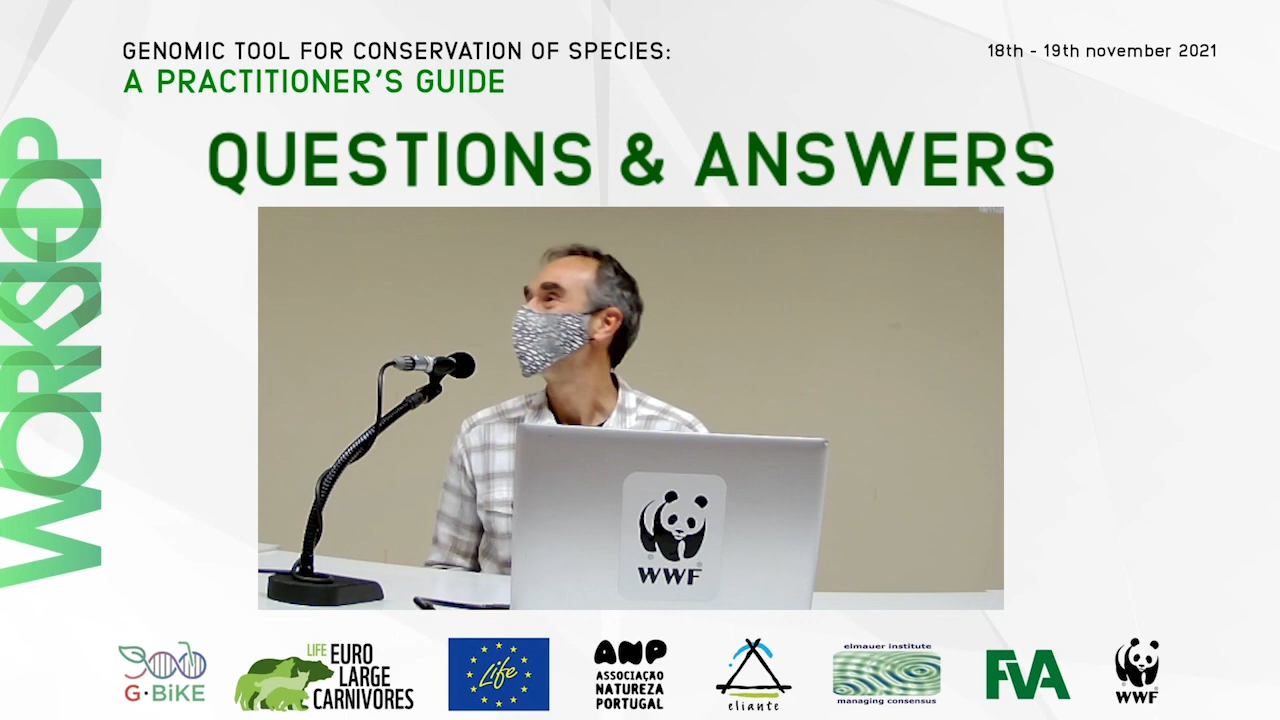 GENOMIC TOOL FOR CONSERVATION OF SPECIES:
A PRACTITIONER'S GUIDE
18th - 19th november 2021
WORKSHOP
QUESTIONS & ANSWERS
WWF
G·BiKE
LIFE EURO
LARGE
CARNIVORES
Life
ANP
ASSOCIAÇÃO
NATUREZA
PORTUGAL
eliante
elmauer institute
managing consensus
FVA
WWF